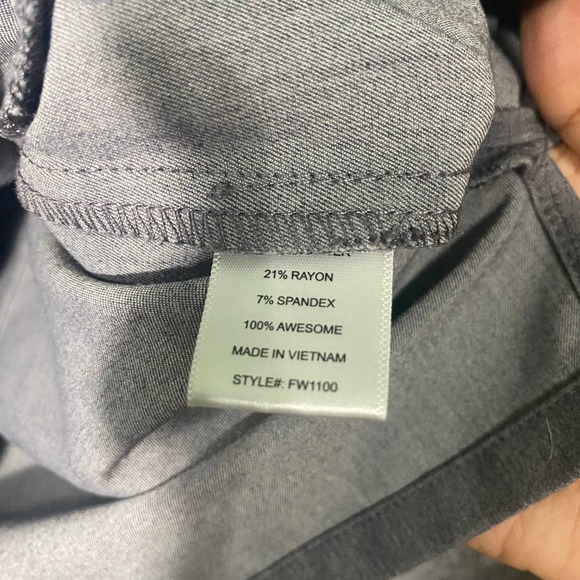 21% RAYON
7% SPANDEX
100% AWESOME
MADE IN VIETNAM
STYLE#: FW1100